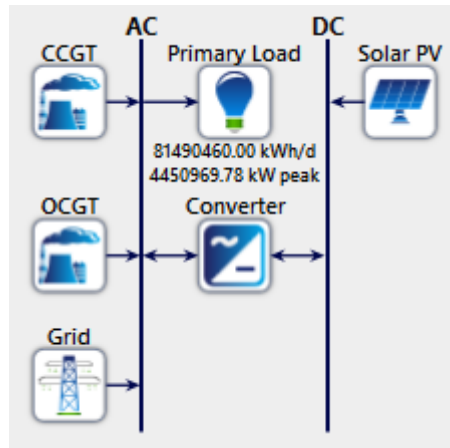 AC DC
CCGT Primary Load Solar PV
81490460.00 kWh/d
4450969.78 kW peak
OCGT Converter
Grid